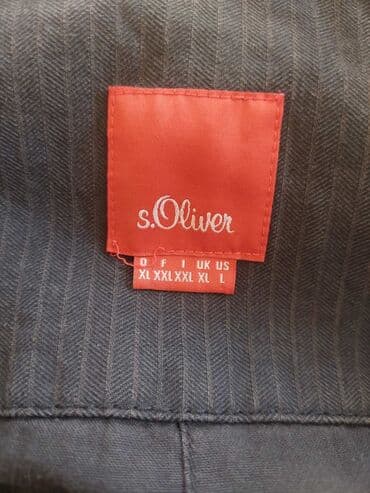 s.Oliver
D F I UK US
XL XXL XXL XL L